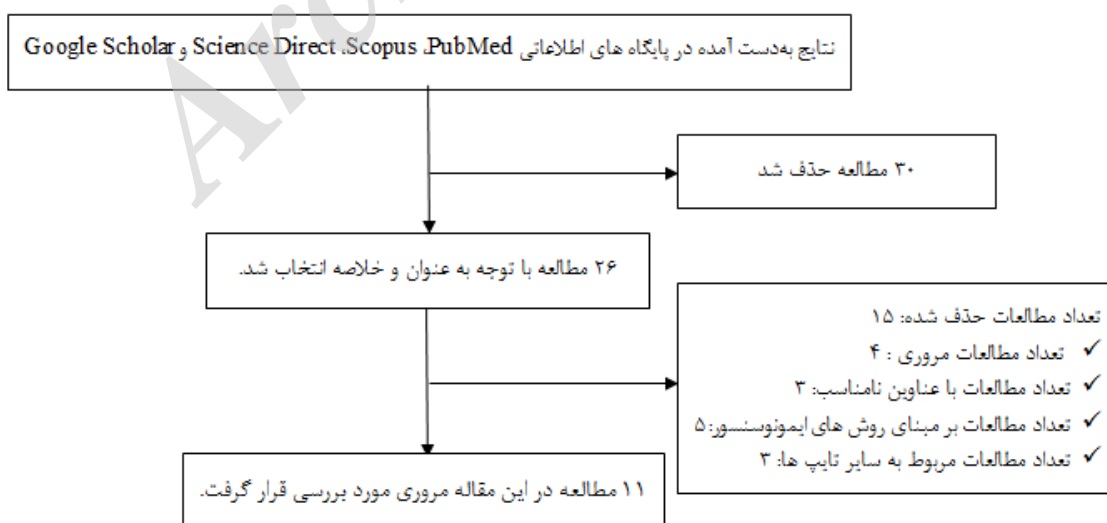 نتایج به‌دست آمده در پایگاه های اطلاعاتی Science Direct ،Scopus ،PubMed و Google Scholar
۳۰ مطالعه حذف شد
۲۶ مطالعه با توجه به عنوان و خلاصه انتخاب شد.
تعداد مطالعات حذف شده: ۱۵
✓ تعداد مطالعات مروری : ۴
✓ تعداد مطالعات با عناوین نامناسب: ۳
✓ تعداد مطالعات بر مبنای روش های ایمونوسنسور: ۵
✓ تعداد مطالعات مربوط به سایر تایپ ها: ۳
۱۱ مطالعه در این مقاله مروری مورد بررسی قرار گرفت.